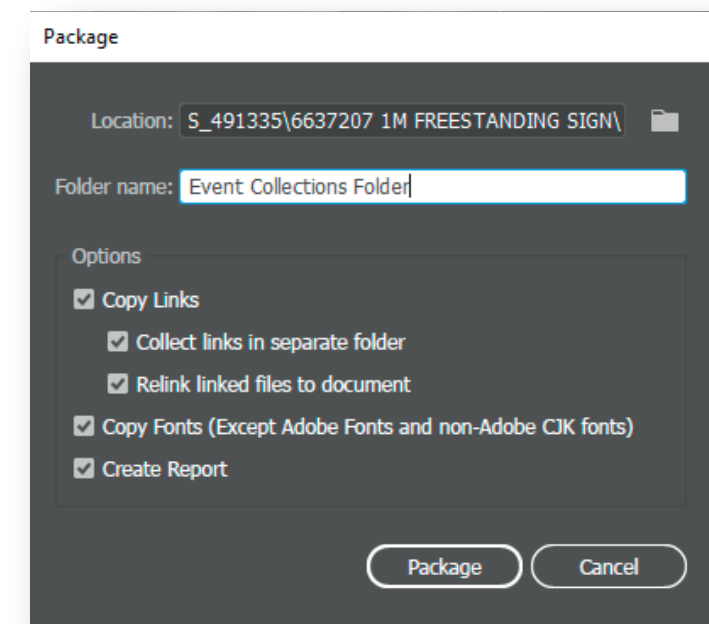 Package
Location: S_491335\6637207 1M FREESTANDING SIGN\
Folder name: Event Collections Folder
Options
Copy Links
Collect links in separate folder
Relink linked files to document
Copy Fonts (Except Adobe Fonts and non-Adobe CJK fonts)
Create Report
Package Cancel